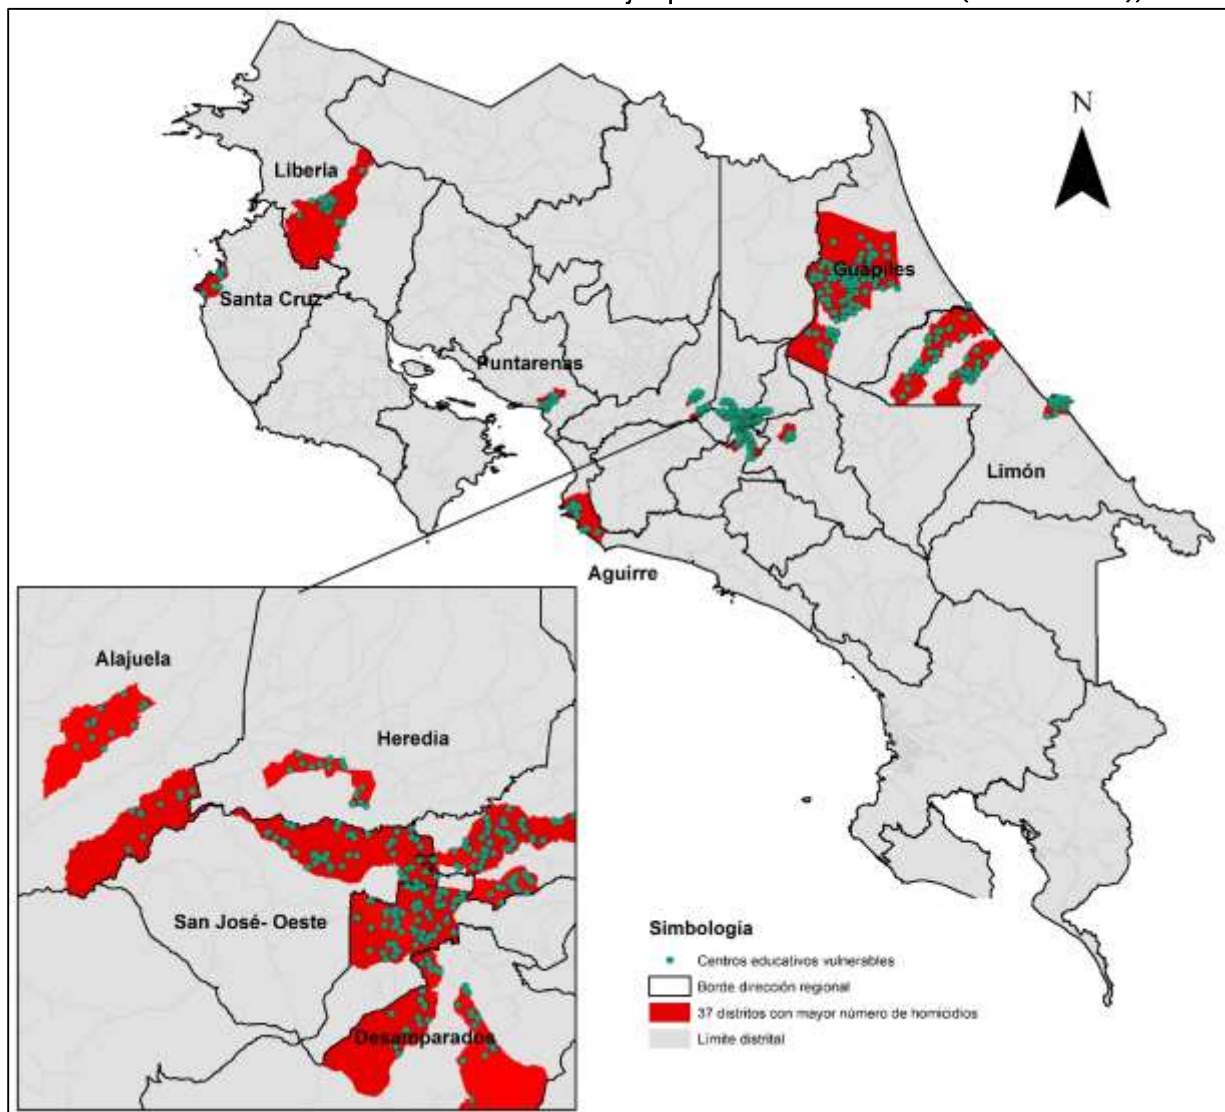 N
Liberia
Guápiles
Santa Cruz
Puntarenas
Limón
Aguirre
Alajuela
Heredia
San José- Oeste
Desamparados
Simbología
Centros educativos vulnerables
Borde dirección regional
37 distritos con mayor número de homicidios
Límite distrital